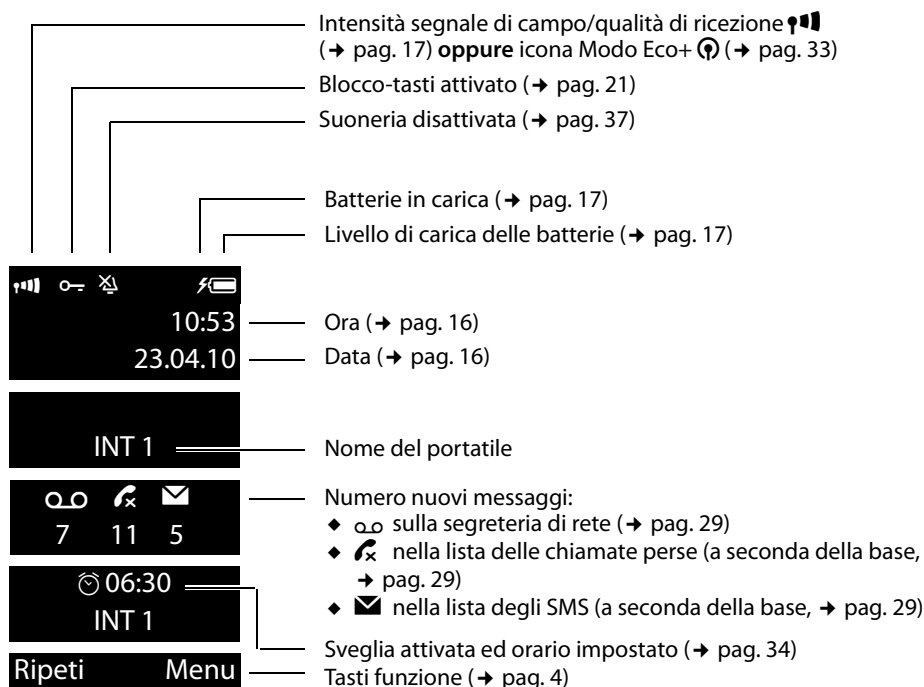 Intensità segnale di campo/qualità di ricezione
(➔ pag. 17) oppure icona Modo Eco+ (➔ pag. 33)
Blocco-tasti attivato (➔ pag. 21)
Suoneria disattivata (➔ pag. 37)
Batterie in carica (➔ pag. 17)
Livello di carica delle batterie (➔ pag. 17)
10:53
Ora (➔ pag. 16)
23.04.10
Data (➔ pag. 16)
INT 1
Nome del portatile
Numero nuovi messaggi:
7 11 5
◆ sulla segreteria di rete (➔ pag. 29)
◆ nella lista delle chiamate perse (a seconda della base,
➔ pag. 29)
◆ nella lista degli SMS (a seconda della base, ➔ pag. 29)
06:30
INT 1
Sveglia attivata ed orario impostato (➔ pag. 34)
Ripeti Menu
Tasti funzione (➔ pag. 4)